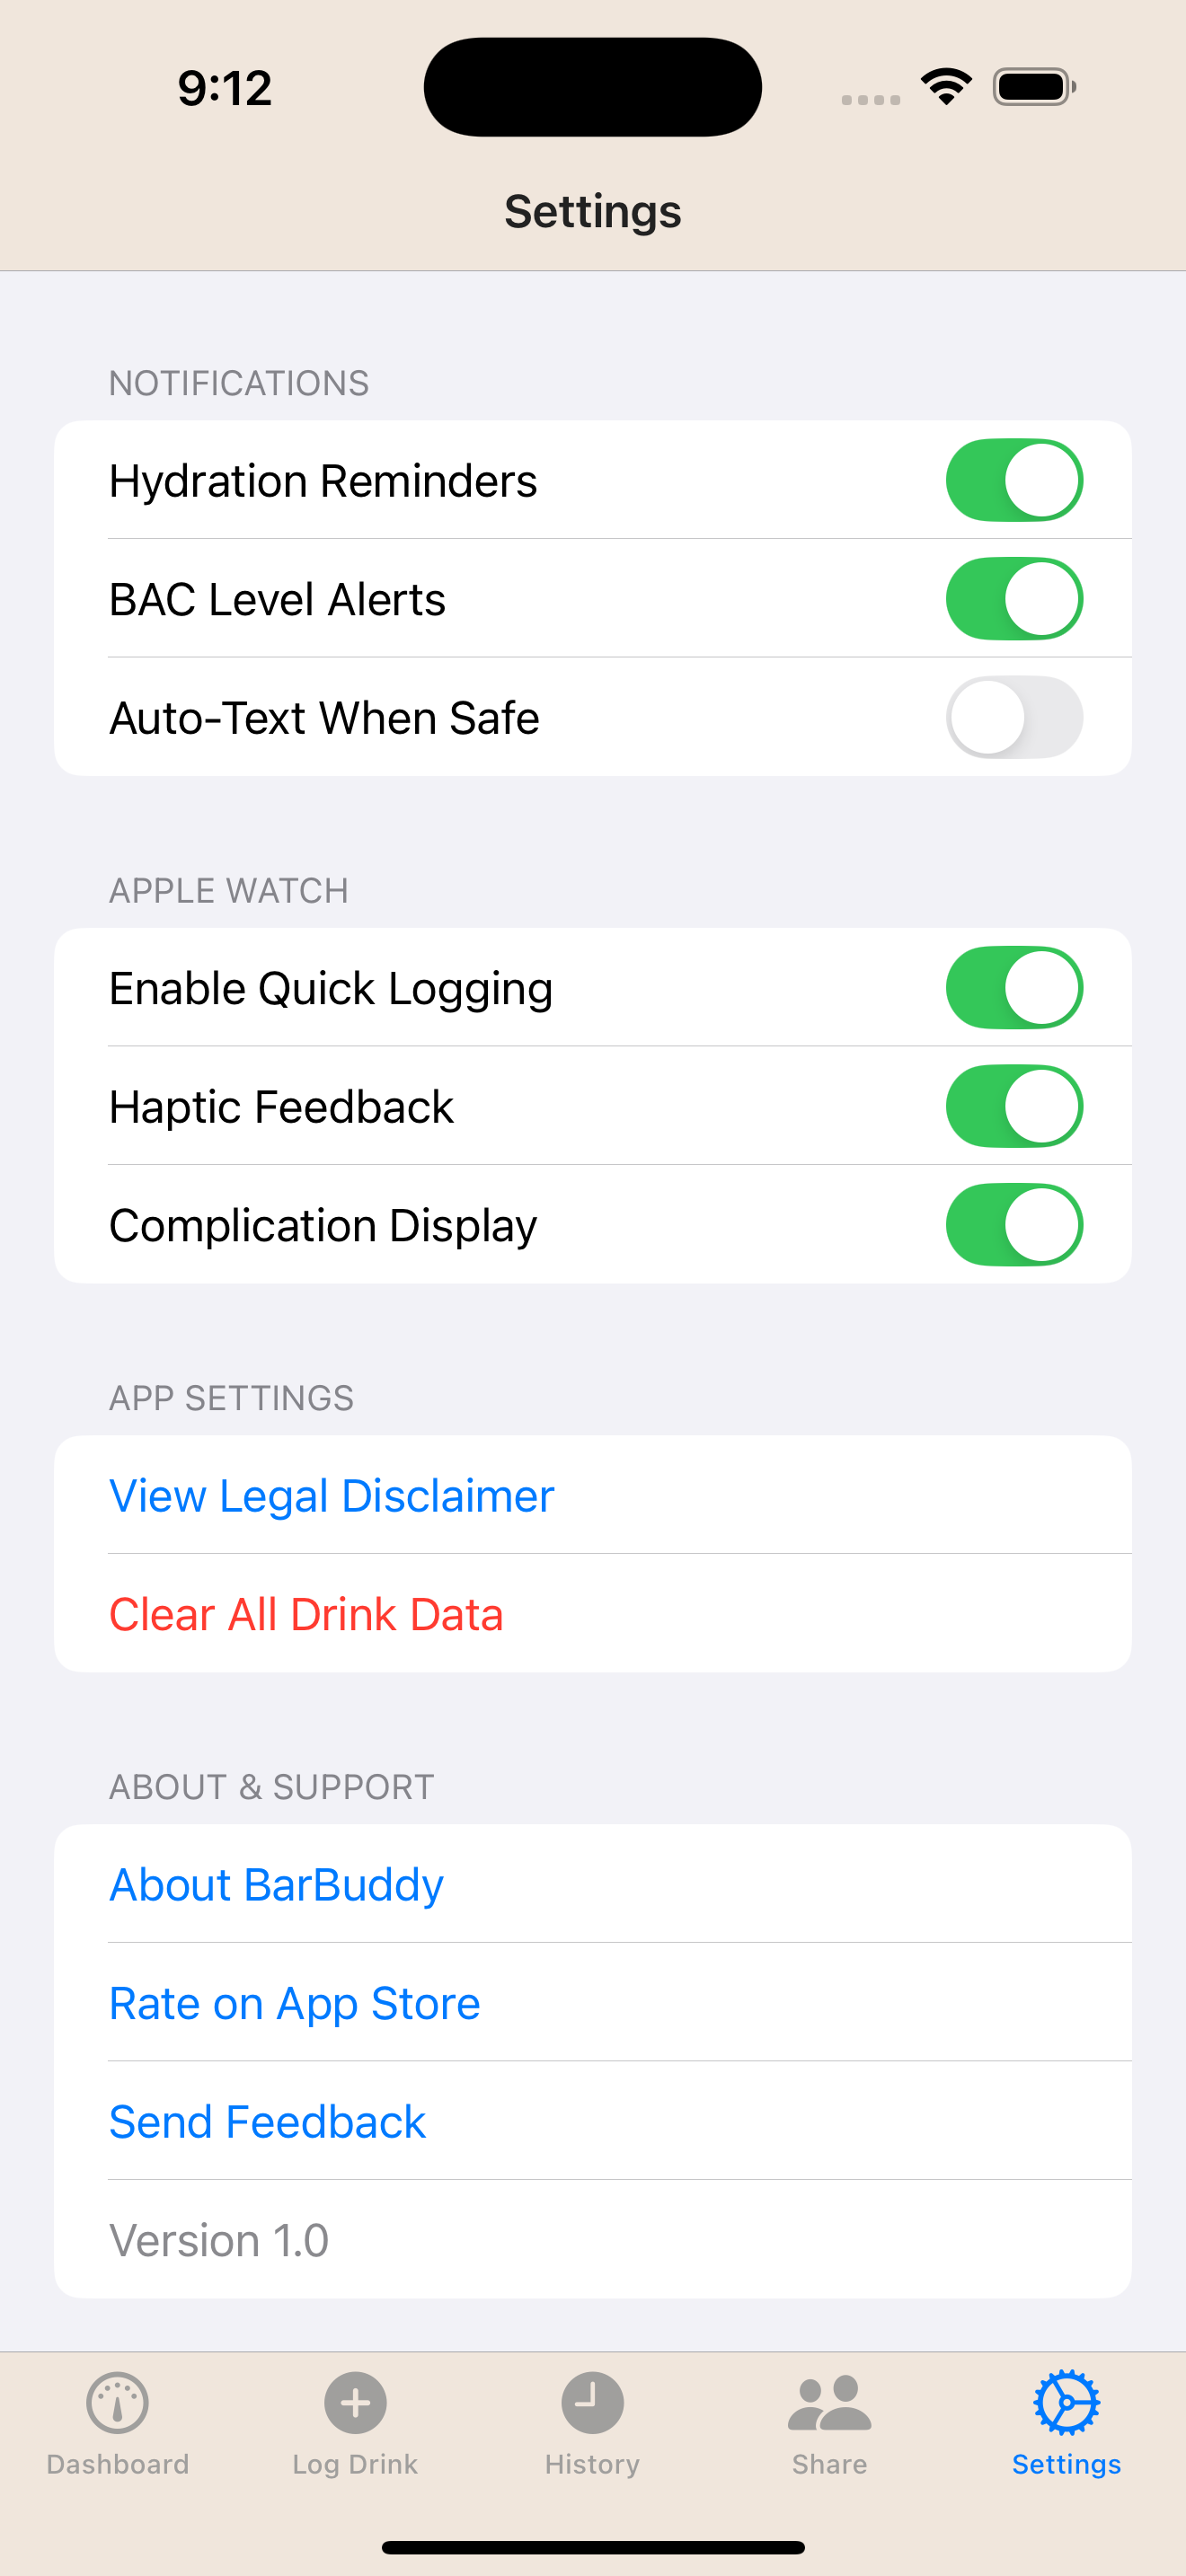 9:12
Settings
NOTIFICATIONS
Hydration Reminders
BAC Level Alerts
Auto-Text When Safe
APPLE WATCH
Enable Quick Logging
Haptic Feedback
Complication Display
APP SETTINGS
View Legal Disclaimer
Clear All Drink Data
ABOUT & SUPPORT
About BarBuddy
Rate on App Store
Send Feedback
Version 1.0
Dashboard
Log Drink
History
Share
Settings